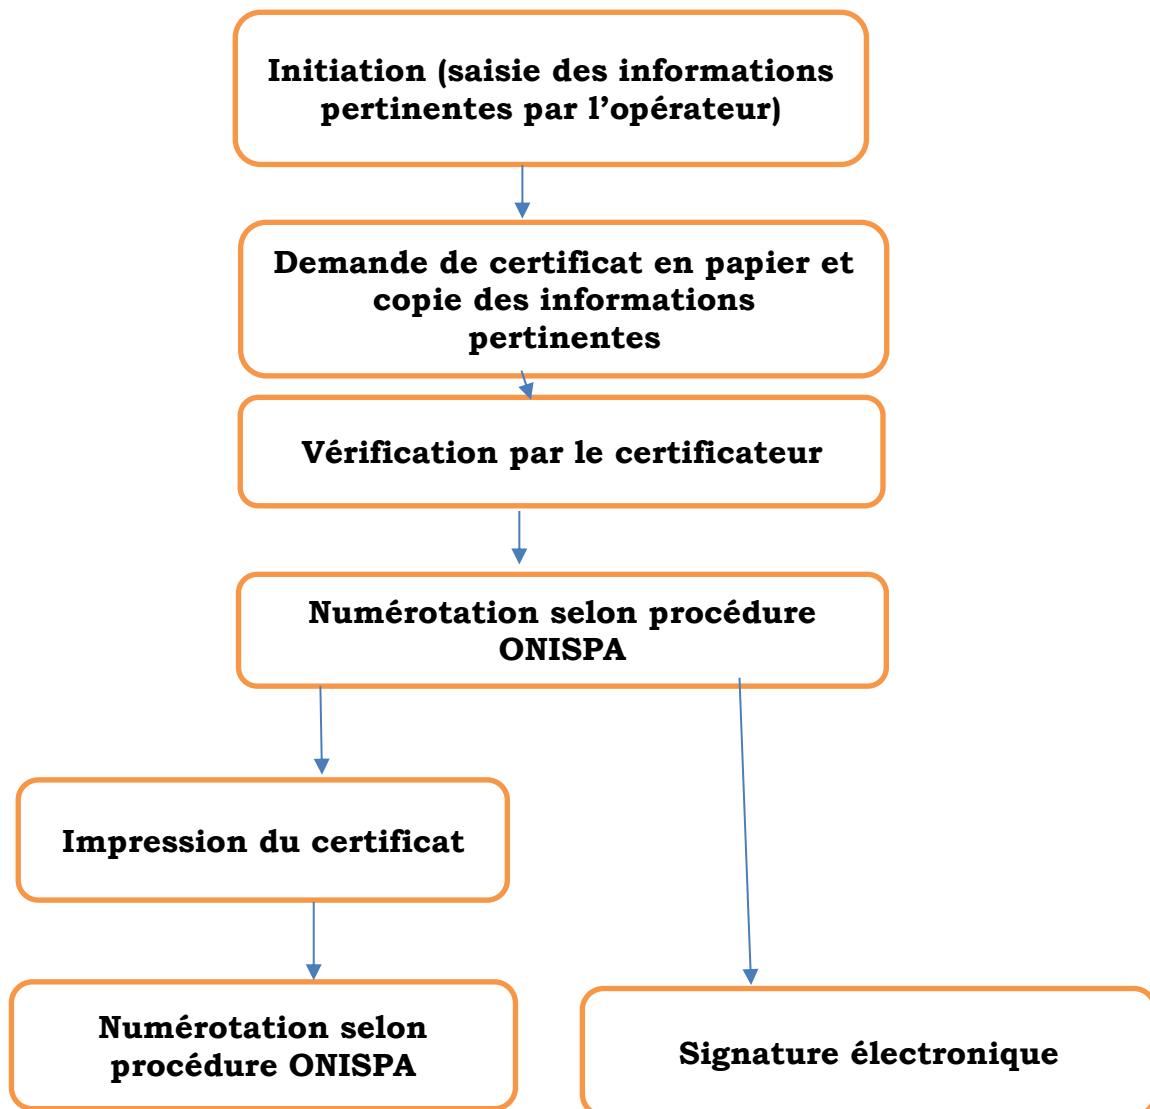 Initiation (saisie des informations
pertinentes par l’opérateur)
Demande de certificat en papier et
copie des informations
pertinentes
Vérification par le certificateur
Numérotation selon procédure
ONISPA
Impression du certificat
Numérotation selon
procédure ONISPA
Signature électronique